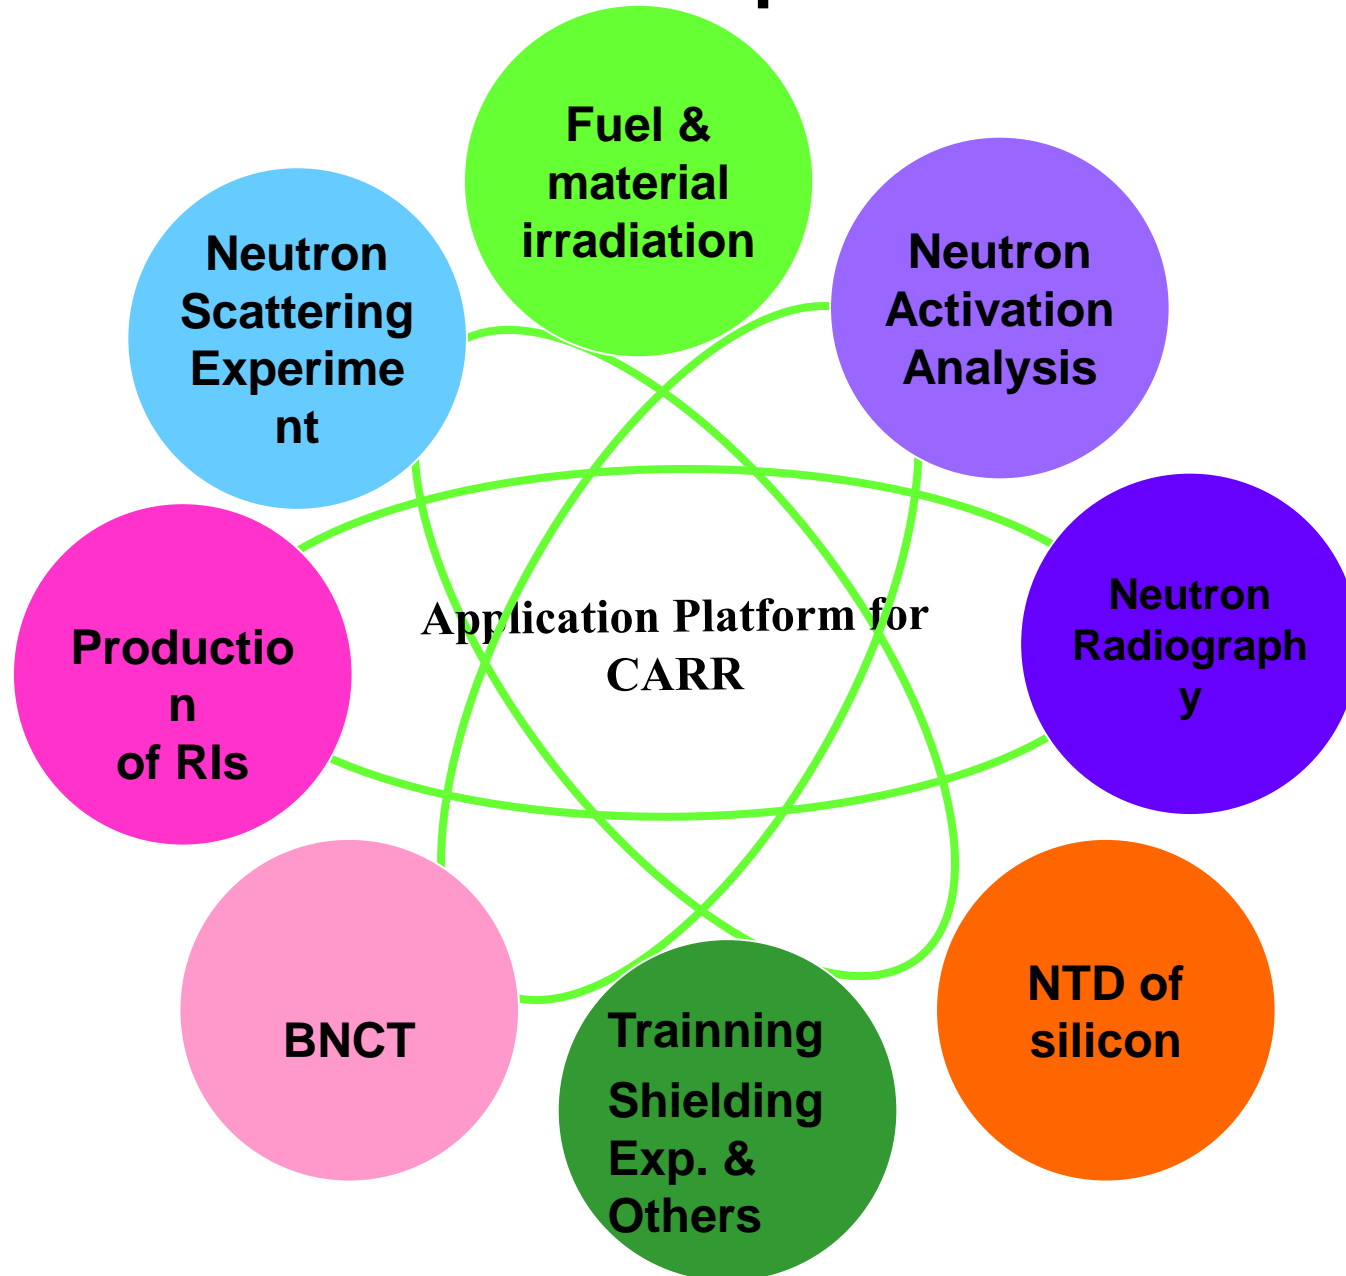 Fuel &
material
irradiation
Neutron
Scattering
Experime
nt
Neutron
Activation
Analysis
Productio
n
of RIs
Application Platform for
CARR
Neutron
Radiograph
y
BNCT
Trainning
Shielding
Exp. &
Others
NTD of
silicon